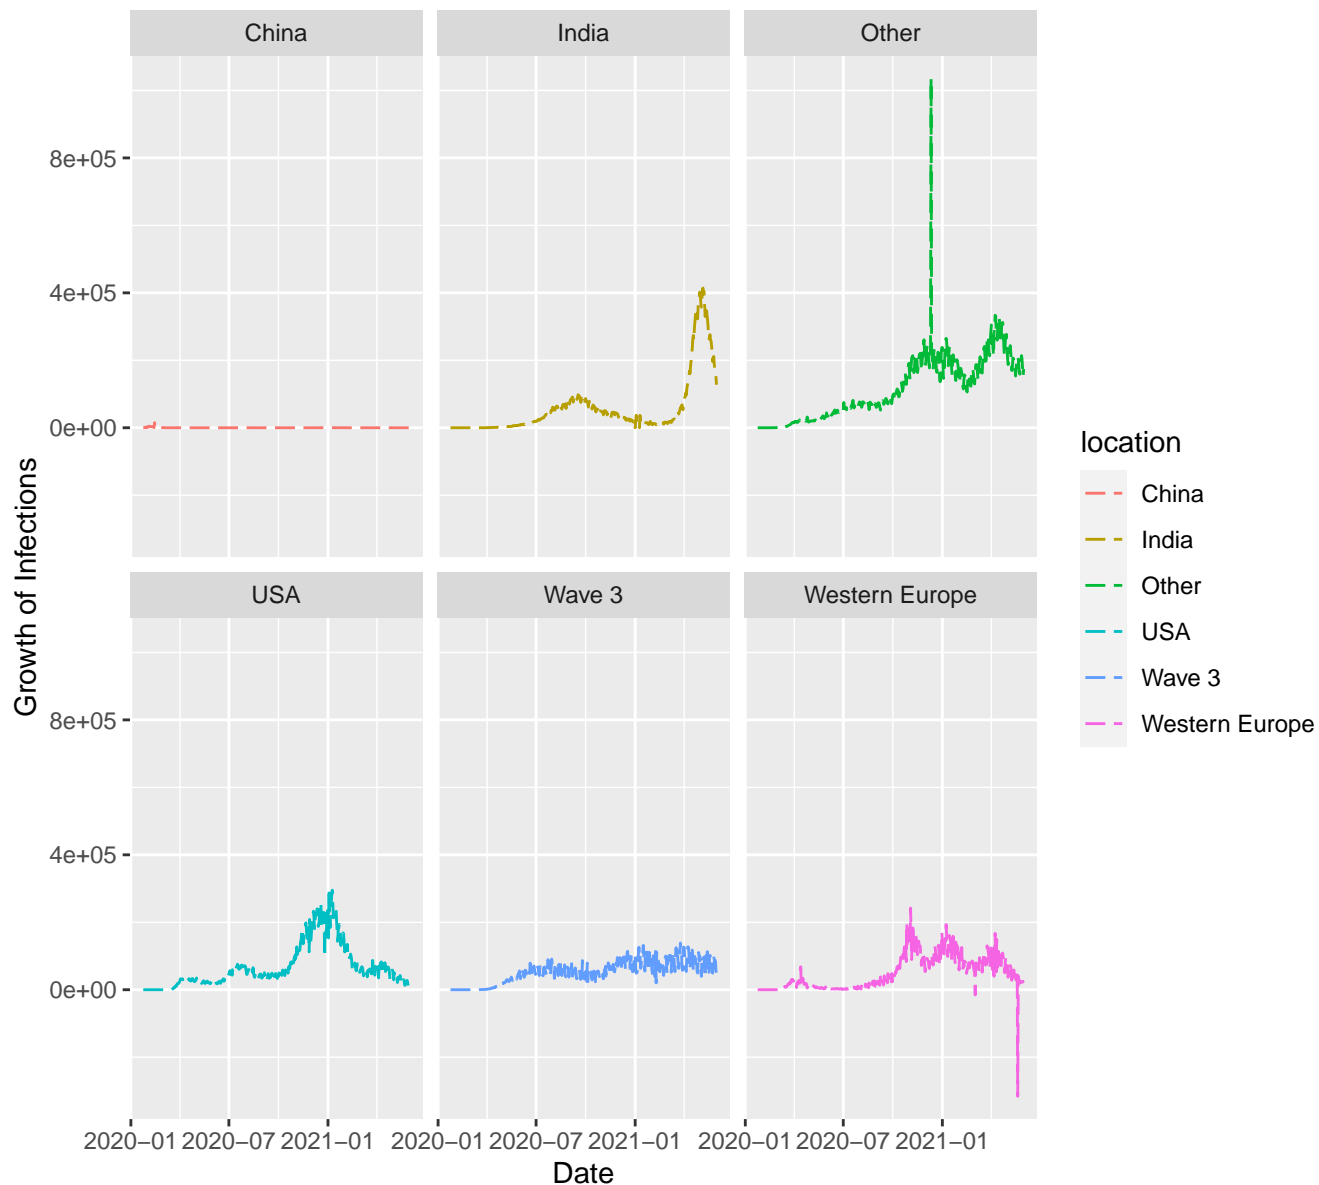 China India Other
8e+05
4e+05
0e+00
USA Wave 3 Western Europe
8e+05
4e+05
0e+00
2020−01 2020−07 2021−01 2020−01 2020−07 2021−01 2020−01 2020−07 2021−01
Date
Growth of Infections
location
China
India
Other
USA
Wave 3
Western Europe